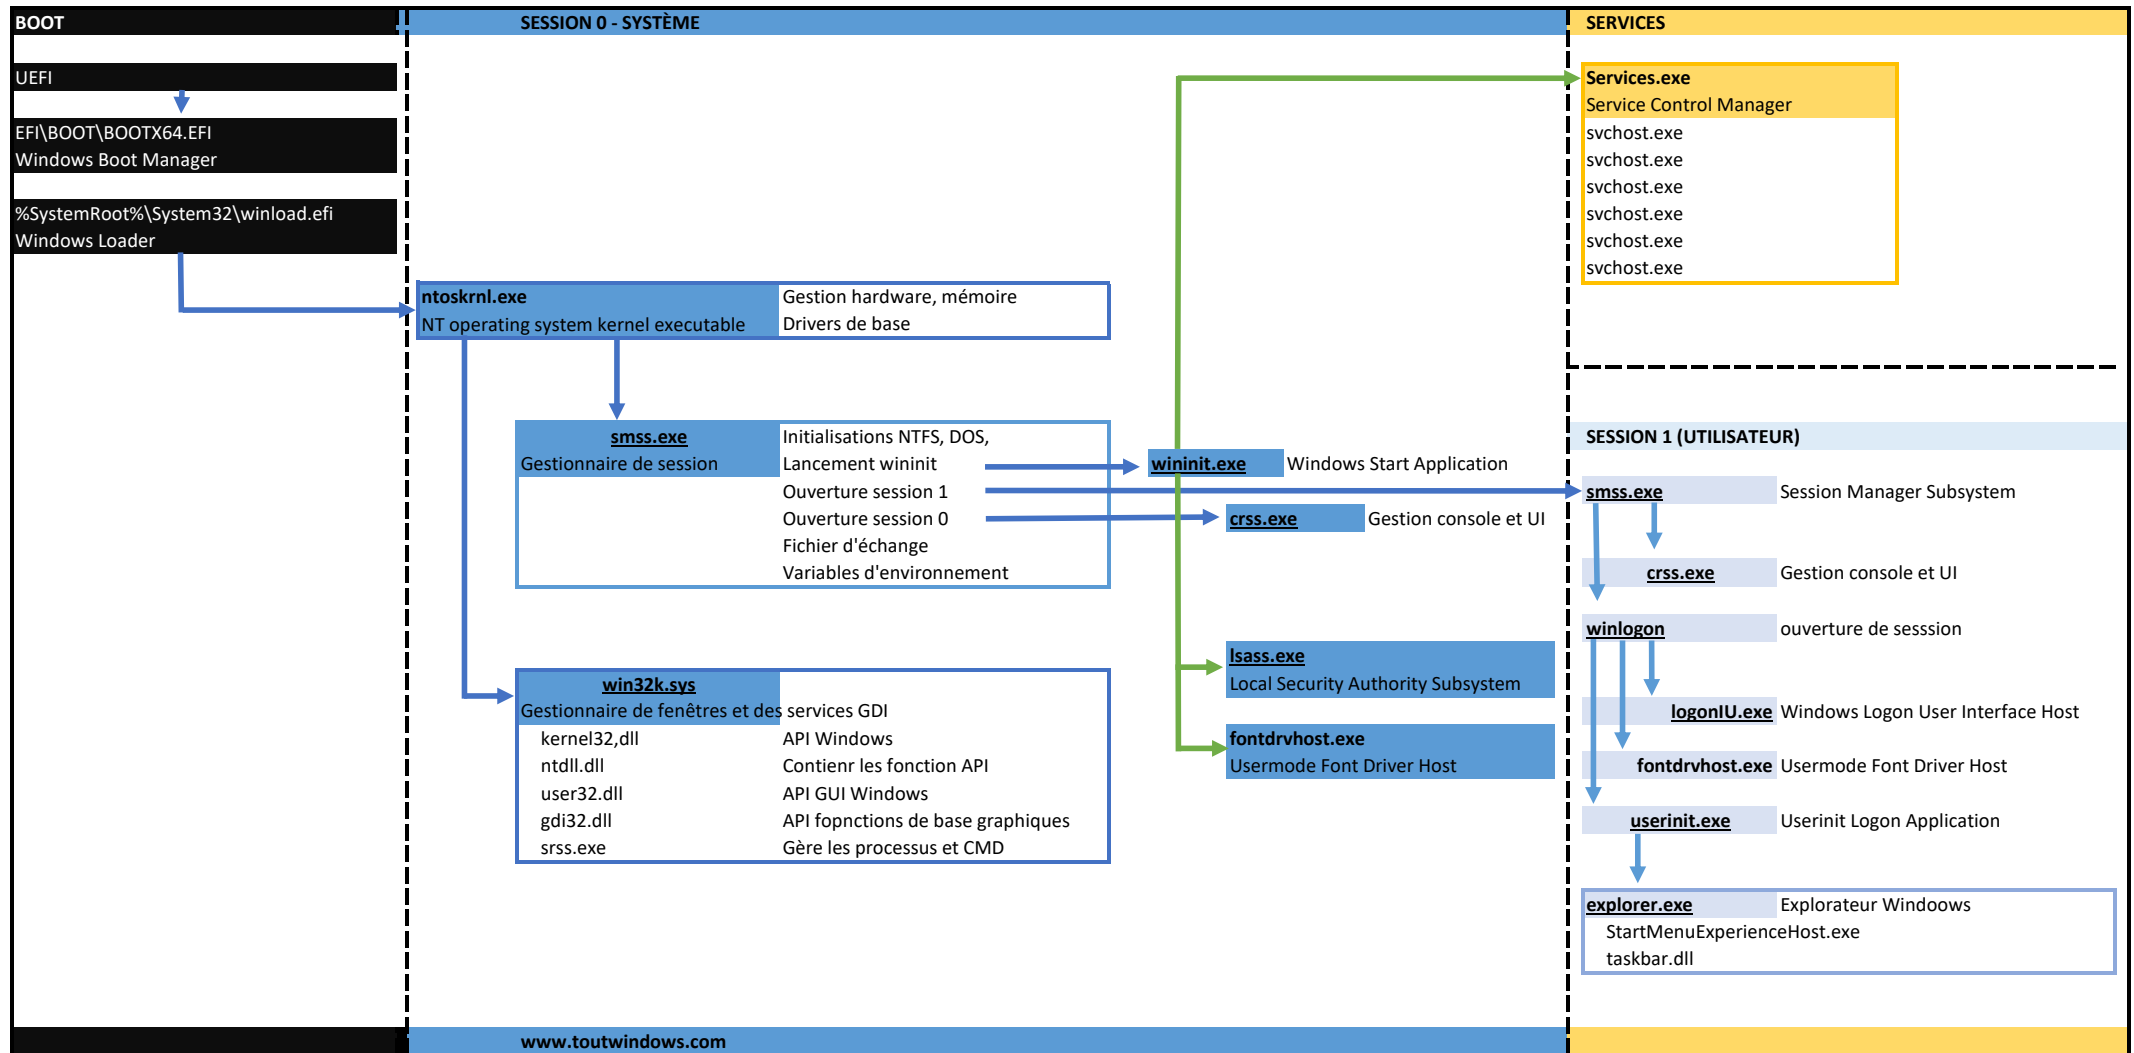 BOOT
SESSION 0 - SYSTÈME
SERVICES
UEFI
EFI\BOOT\BOOTX64.EFI
Windows Boot Manager
%SystemRoot%\System32\winload.efi
Windows Loader
ntoskrnl.exe
NT operating system kernel executable
Gestion hardware, mémoire
Drivers de base
smss.exe
Gestionnaire de session
Initialisations NTFS, DOS,
Lancement wininit
Ouverture session 1
Ouverture session 0
Fichier d'échange
Variables d'environnement
win32k.sys
Gestionnaire de fenêtres et des services GDI
kernel32,dll API Windows
ntdll.dll Contienr les fonction API
user32.dll API GUI Windows
gdi32.dll API fopnctions de base graphiques
srss.exe Gère les processus et CMD
wininit.exe Windows Start Application
crss.exe Gestion console et UI
lsass.exe
Local Security Authority Subsystem
fontdrvhost.exe
Usermode Font Driver Host
Services.exe
Service Control Manager
svchost.exe
svchost.exe
svchost.exe
svchost.exe
svchost.exe
svchost.exe
SESSION 1 (UTILISATEUR)
smss.exe Session Manager Subsystem
crss.exe Gestion console et UI
winlogon ouverture de sesssion
logonIU.exe Windows Logon User Interface Host
fontdrvhost.exe Usermode Font Driver Host
userinit.exe Userinit Logon Application
explorer.exe Explorateur Windoows
StartMenuExperienceHost.exe
taskbar.dll
www.toutwindows.com